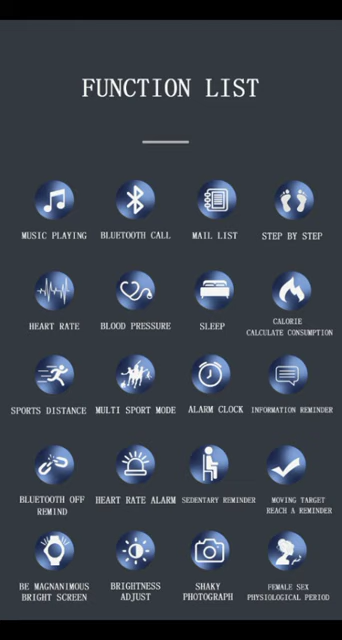 FUNCTION LIST
MUSIC PLAYING
BLUETOOTH CALL
MAIL LIST
STEP BY STEP
HEART RATE
BLOOD PRESSURE
SLEEP
CALORIE
CALCULATE CONSUMPTION
SPORTS DISTANCE
MULTI SPORT MODE
ALARM CLOCK
INFORMATION REMINDER
BLUETOOTH OFF
REMIND
HEART RATE ALARM
SEDENTARY REMINDER
MOVING TARGET
REACH A REMINDER
BE MAGNANIMOUS
BRIGHT SCREEN
BRIGHTNESS
ADJUST
SHAKY
PHOTOGRAPH
FEMALE SEX
PHYSIOLOGICAL PERIOD